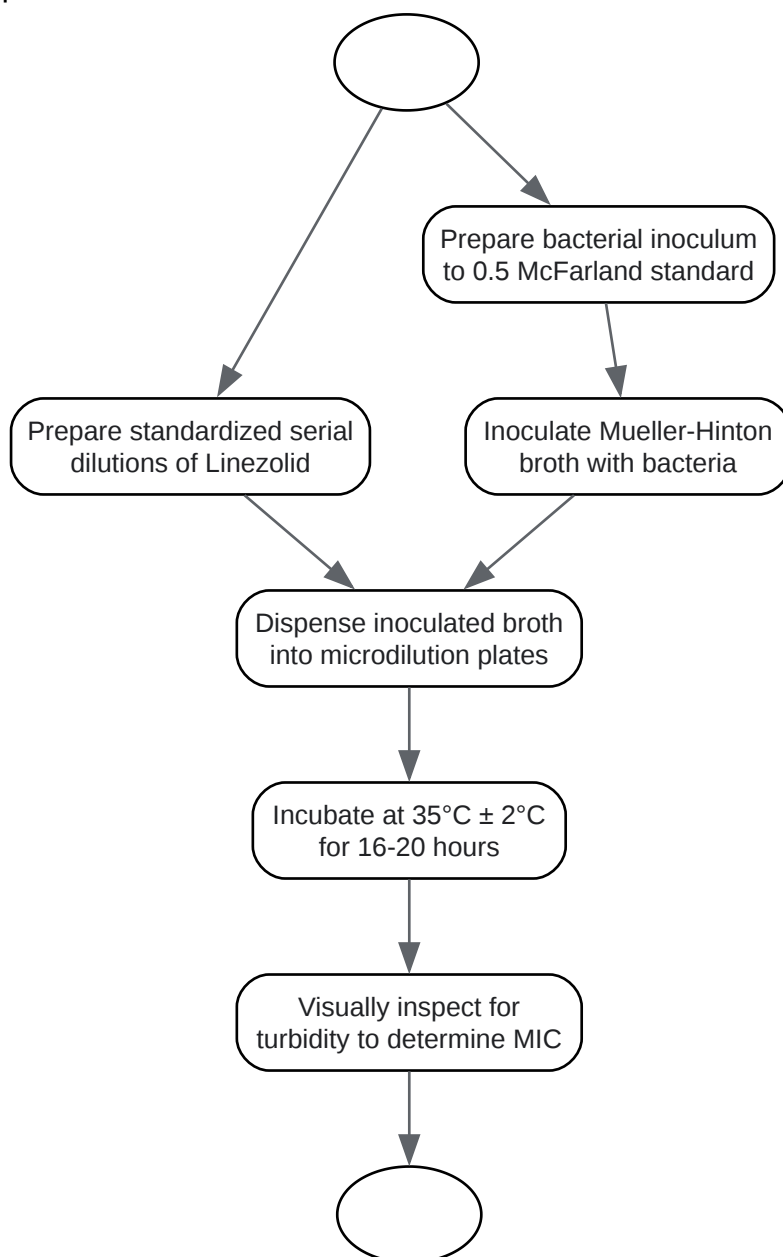 Prepare bacterial inoculum
to 0.5 McFarland standard
Prepare standardized serial
dilutions of Linezolid
Inoculate Mueller-Hinton
broth with bacteria
Dispense inoculated broth
into microdilution plates
Incubate at 35°C ± 2°C
for 16-20 hours
Visually inspect for
turbidity to determine MIC